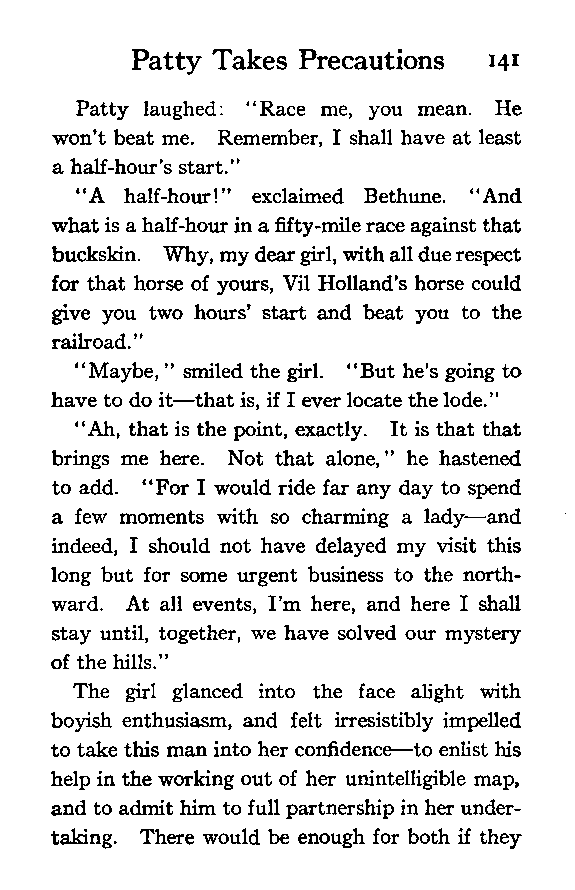 Patty Takes Precautions 141
Patty laughed: "Race me, you mean. He
won't beat me. Remember, I shall have at least
a half-hour's start."
"A half-hour!" exclaimed Bethune. "And
what is a half-hour in a fifty-mile race against that
buckskin. Why, my dear girl, with all due respect
for that horse of yours, Vil Holland's horse could
give you two hours' start and beat you to the
railroad."
"Maybe," smiled the girl. "But he's going to
have to do it—that is, if I ever locate the lode."
"Ah, that is the point, exactly. It is that that
brings me here. Not that alone," he hastened
to add. "For I would ride far any day to spend
a few moments with so charming a lady—and
indeed, I should not have delayed my visit this
long but for some urgent business to the north-
ward. At all events, I'm here, and here I shall
stay until, together, we have solved our mystery
of the hills."
The girl glanced into the face alight with
boyish enthusiasm, and felt irresistibly impelled
to take this man into her confidence—to enlist his
help in the working out of her unintelligible map,
and to admit him to full partnership in her under-
taking. There would be enough for both if they